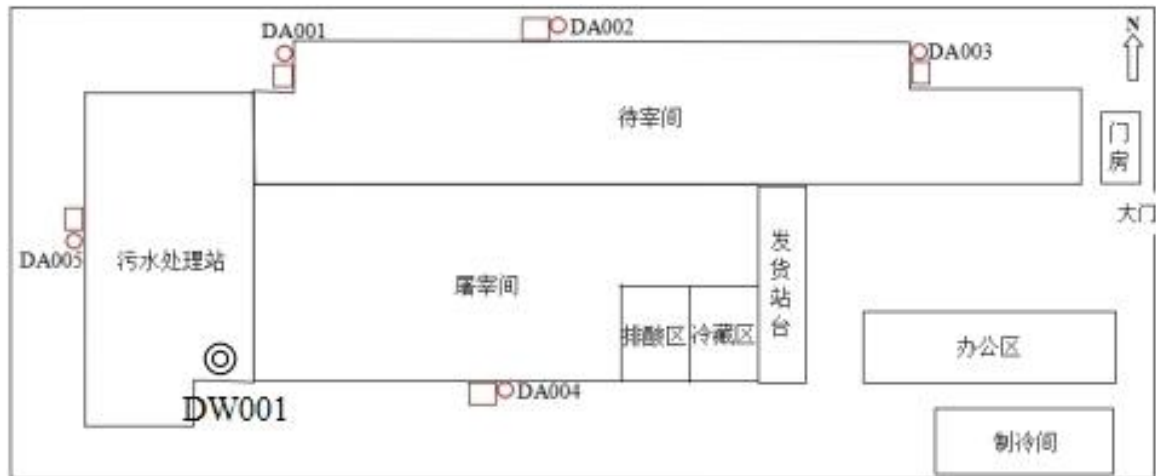 DA001
DA002
N
DA003
待宰间
门房
大门
DA005
污水处理站
屠宰间
发货站台
排酸区
冷藏区
办公区
DA004
DW001
制冷间